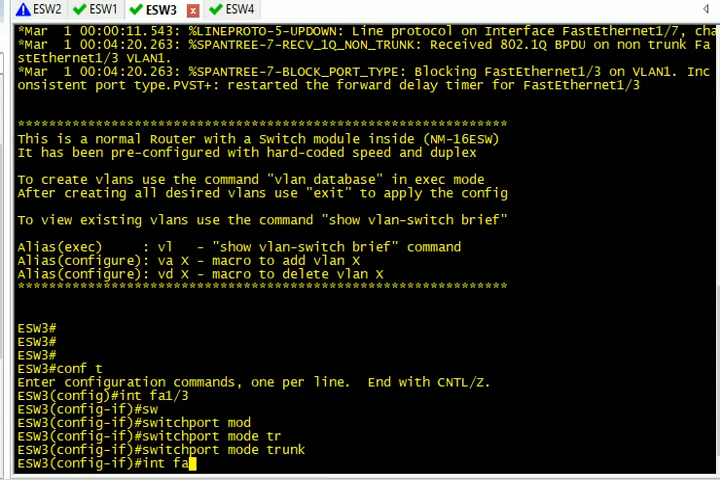 ESW2 ESW1 ESW3 x ESW4
*Mar  1 00:00:11.543: %LINEPROTO-5-UPDOWN: Line protocol on Interface FastEthernet1/7, cha
*Mar  1 00:04:20.263: %SPANTREE-7-RECV_1Q_NON_TRUNK: Received 802.1Q BPDU on non trunk Fa
stEthernet1/3 VLAN1.
*Mar  1 00:04:20.263: %SPANTREE-7-BLOCK_PORT_TYPE: Blocking FastEthernet1/3 on VLAN1. Inc
onsistent port type.PVST+: restarted the forward delay timer for FastEthernet1/3
***************************************************************
This is a normal Router with a Switch module inside (NM-16ESW)
It has been pre-configured with hard-coded speed and duplex
To create vlans use the command "vlan database" in exec mode
After creating all desired vlans use "exit" to apply the config
To view existing vlans use the command "show vlan-switch brief"
Alias(exec)     : vl   - "show vlan-switch brief" command
Alias(configure): va X - macro to add vlan X
Alias(configure): vd X - macro to delete vlan X
***************************************************************
ESW3#
ESW3#
ESW3#
ESW3#conf t
Enter configuration commands, one per line.  End with CNTL/Z.
ESW3(config)#int fa1/3
ESW3(config-if)#sw
ESW3(config-if)#switchport mod
ESW3(config-if)#switchport mode tr
ESW3(config-if)#switchport mode trunk
ESW3(config-if)#int fa